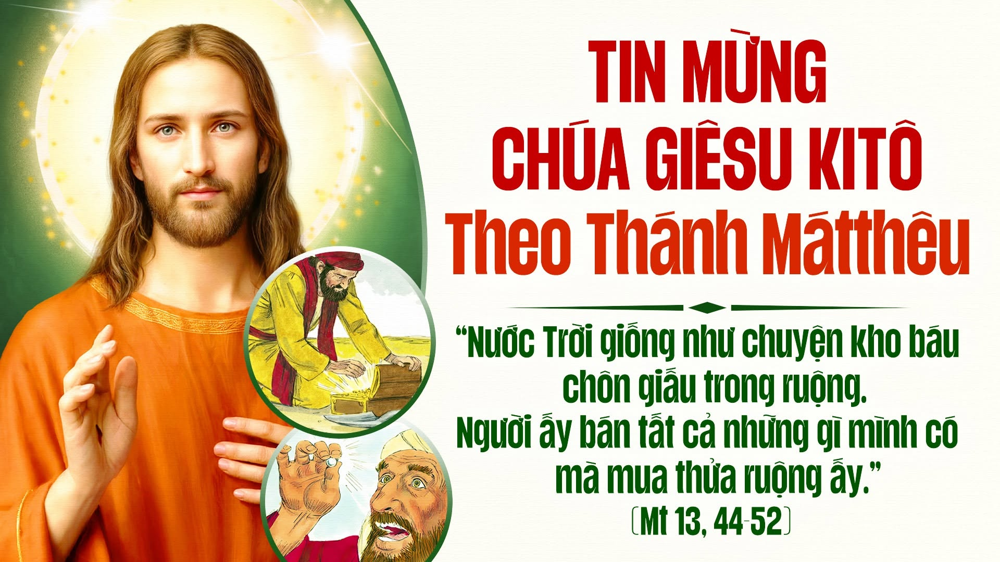 TIN MỪNG
CHÚA GIÊSU KITÔ
Theo Thánh Mátthêu
“Nước Trời giống như chuyện kho báu
chôn giấu trong ruộng.
Người ấy bán tất cả những gì mình có
mà mua thửa ruộng ấy.”
(Mt 13, 44-52)